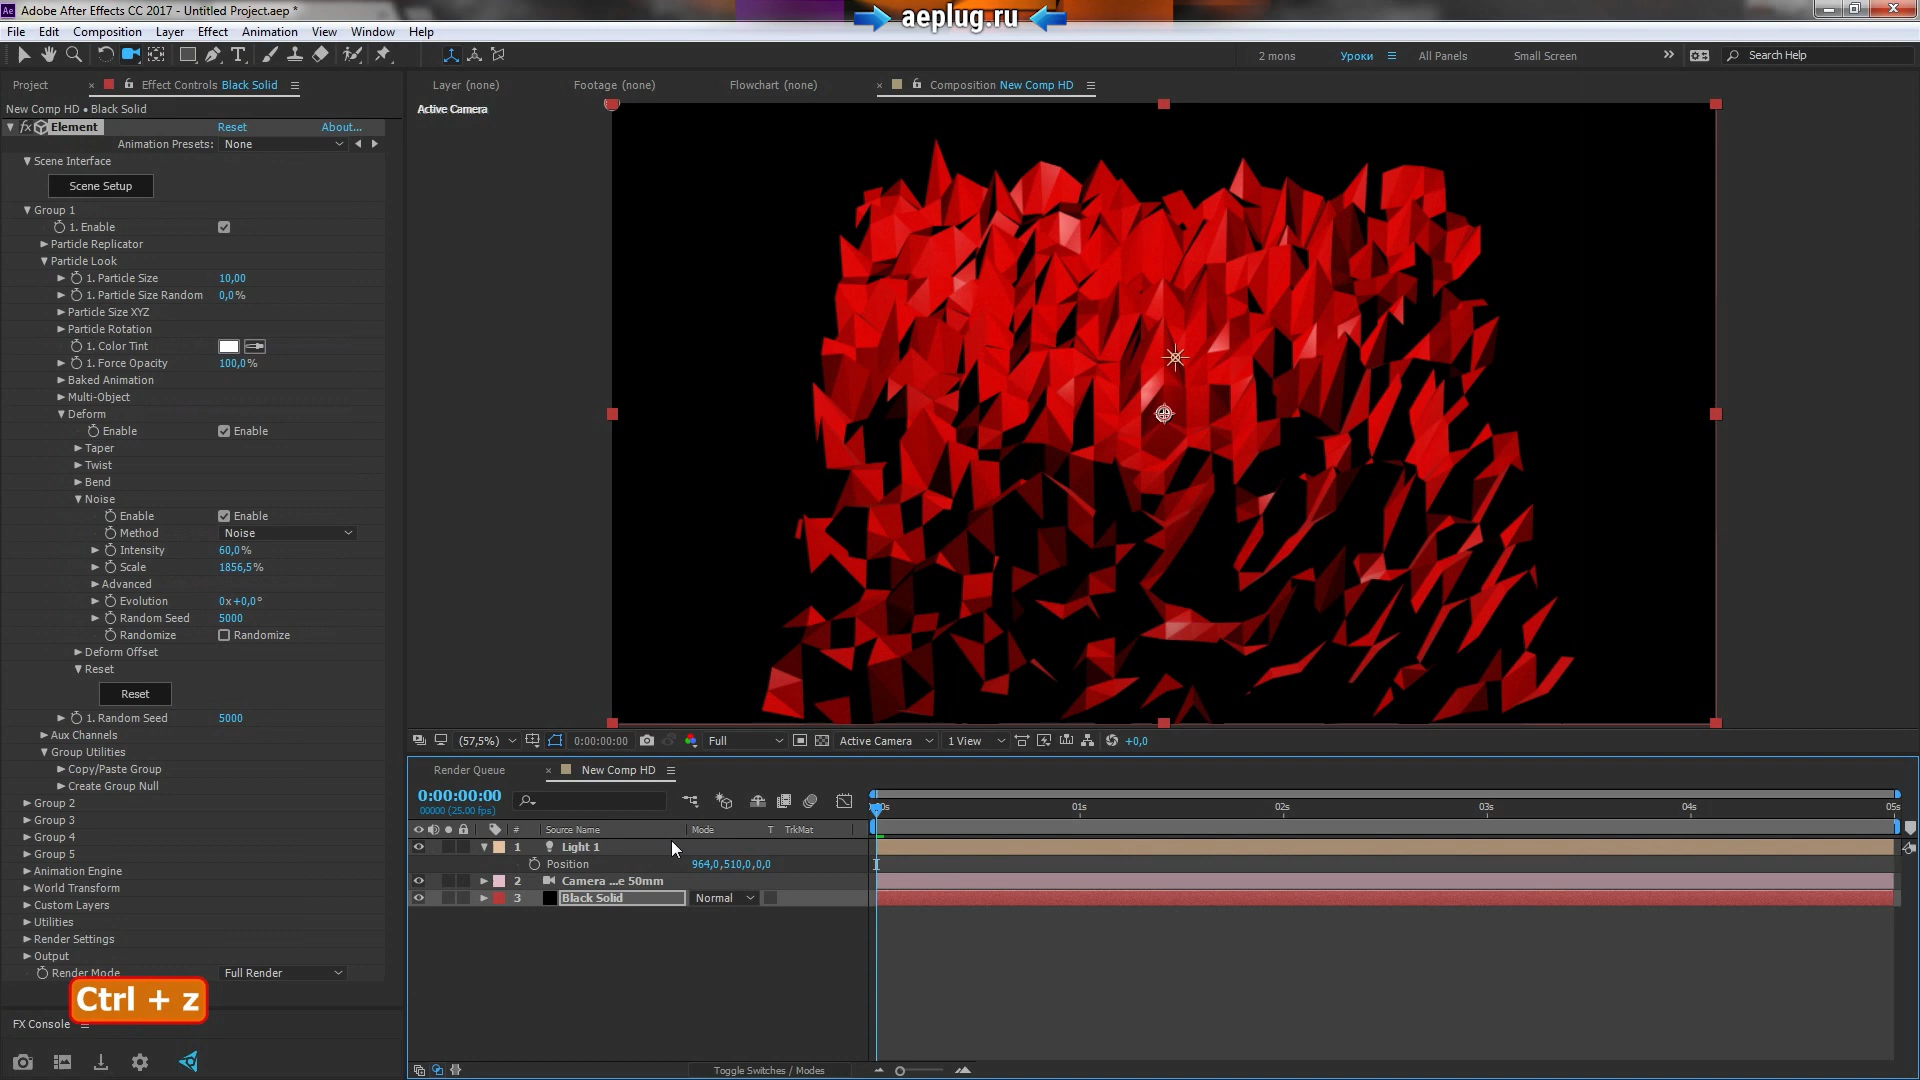 Adobe After Effects CC 2017 - Untitled Project.aep *
aeplug.ru
File Edit Composition Layer Effect Animation View Window Help
2 mons Уроки All Panels Small Screen Search Help
Project Effect Controls Black Solid
Layer (none) Footage (none) Flowchart (none) Composition New Comp HD
New Comp HD • Black Solid
Active Camera
fx Element Reset About...
Animation Presets: None
Scene Interface
Scene Setup
Group 1
1. Enable
Particle Replicator
Particle Look
1. Particle Size 10,00
1. Particle Size Random 0,0%
Particle Size XYZ
Particle Rotation
1. Color Tint
1. Force Opacity 100,0%
Baked Animation
Multi-Object
Deform
Enable Enable
Taper
Twist
Bend
Noise
Enable Enable
Method Noise
Intensity 60,0%
Scale 1856,5%
Advanced
Evolution 0x+0,0°
Random Seed 5000
Randomize Randomize
Deform Offset
Reset
Reset
1. Random Seed 5000
Aux Channels
Group Utilities
Copy/Paste Group
Create Group Null
Group 2
Group 3
Group 4
Group 5
Animation Engine
World Transform
Custom Layers
Utilities
Render Settings
Output
Render Mode Full Render
Ctrl + z
FX Console
(57,5%) 0:00:00:00 Full Active Camera 1 View +0,0
Render Queue New Comp HD
0:00:00:00
00000 (25.00 fps)
01s 02s 03s 04s 05s
# Source Name Mode T TrkMat
1 Light 1
Position 964,0,510,0,0,0
2 Camera ...e 50mm
3 Black Solid Normal
Toggle Switches / Modes